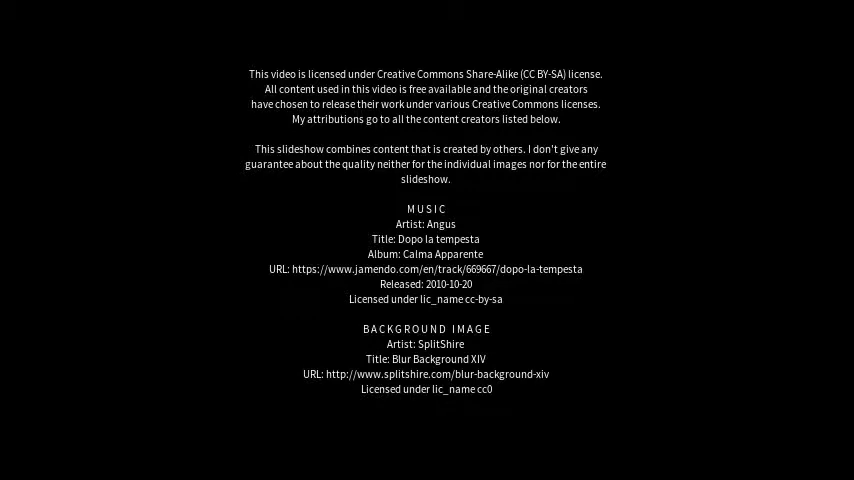 This video is licensed under Creative Commons Share-Alike (CC BY-SA) license.
All content used in this video is free available and the original creators
have chosen to release their work under various Creative Commons licenses.
My attributions go to all the content creators listed below.
This slideshow combines content that is created by others. I don't give any
guarantee about the quality neither for the individual images nor for the entire
slideshow.
MUSIC
Artist: Angus
Title: Dopo la tempesta
Album: Calma Apparente
URL: https://www.jamendo.com/en/track/669667/dopo-la-tempesta
Released: 2010-10-20
Licensed under lic_name cc-by-sa
BACKGROUND IMAGE
Artist: SplitShire
Title: Blur Background XIV
URL: http://www.splitshire.com/blur-background-xiv
Licensed under lic_name cc0